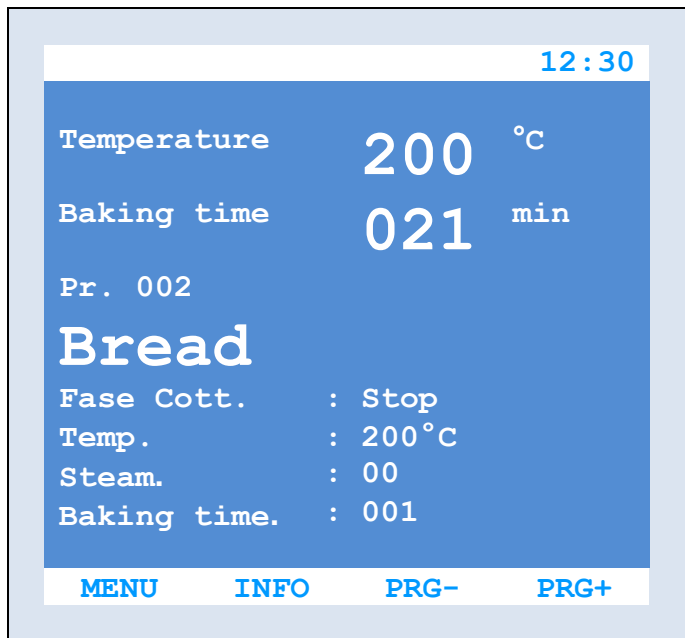 12:30
Temperature 200 °C
Baking time 021 min
Pr. 002
Bread
Fase Cott. : Stop
Temp. : 200°C
Steam. : 00
Baking time. : 001
MENU INFO PRG- PRG+